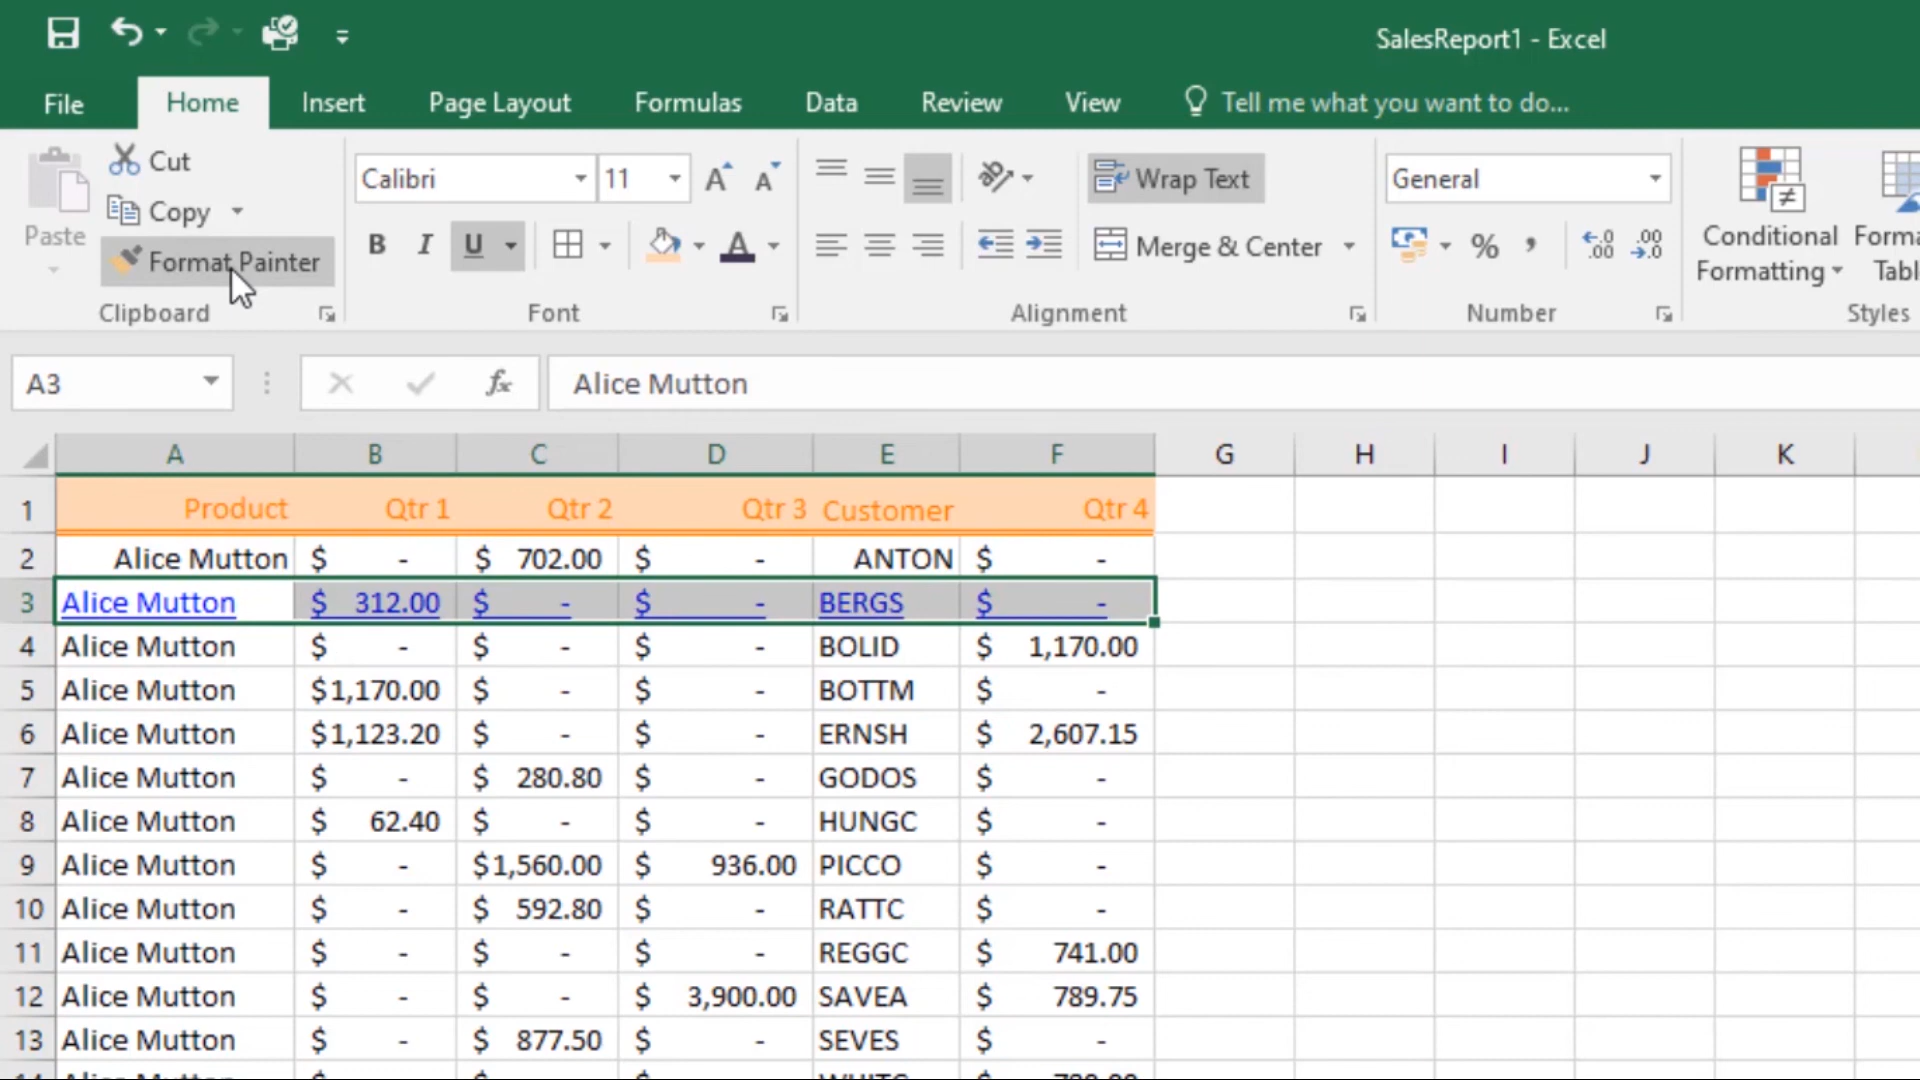 SalesReport1 - Excel
File Home Insert Page Layout Formulas Data Review View Tell me what you want to do...
Cut
Copy
Paste
Format Painter
Clipboard
Calibri 11 A A
B I U A
Font
ab Wrap Text
Merge & Center
Alignment
General
% , .0 .00 .00 .0
Number
Conditional
Formatting
Styles
A3 fx Alice Mutton
A B C D E F G H I J K
1 Product Qtr 1 Qtr 2 Qtr 3 Customer Qtr 4
2 Alice Mutton $ - $ 702.00 $ - ANTON $ -
3 Alice Mutton $ 312.00 $ - $ - BERGS $ -
4 Alice Mutton $ - $ - $ - BOLID $ 1,170.00
5 Alice Mutton $1,170.00 $ - $ - BOTTM $ -
6 Alice Mutton $1,123.20 $ - $ - ERNSH $ 2,607.15
7 Alice Mutton $ - $ 280.80 $ - GODOS $ -
8 Alice Mutton $ 62.40 $ - $ - HUNGC $ -
9 Alice Mutton $ - $1,560.00 $ 936.00 PICCO $ -
10 Alice Mutton $ - $ 592.80 $ - RATTC $ -
11 Alice Mutton $ - $ - $ - REGGC $ 741.00
12 Alice Mutton $ - $ - $ 3,900.00 SAVEA $ 789.75
13 Alice Mutton $ - $ 877.50 $ - SEVES $ -